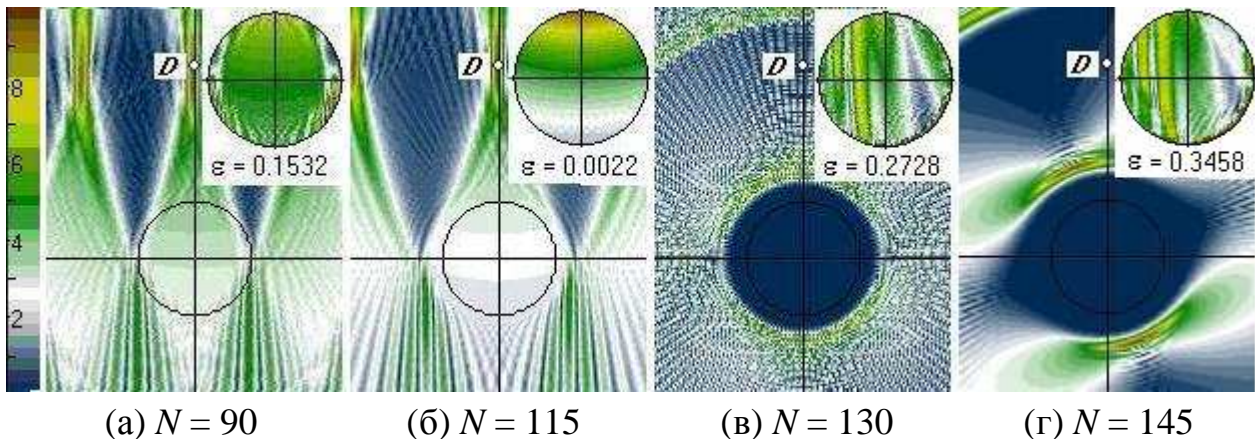 D
ε = 0.1532
D
ε = 0.0022
D
ε = 0.2728
D
ε = 0.3458
8
6
4
2
(а) N = 90
(б) N = 115
(в) N = 130
(г) N = 145